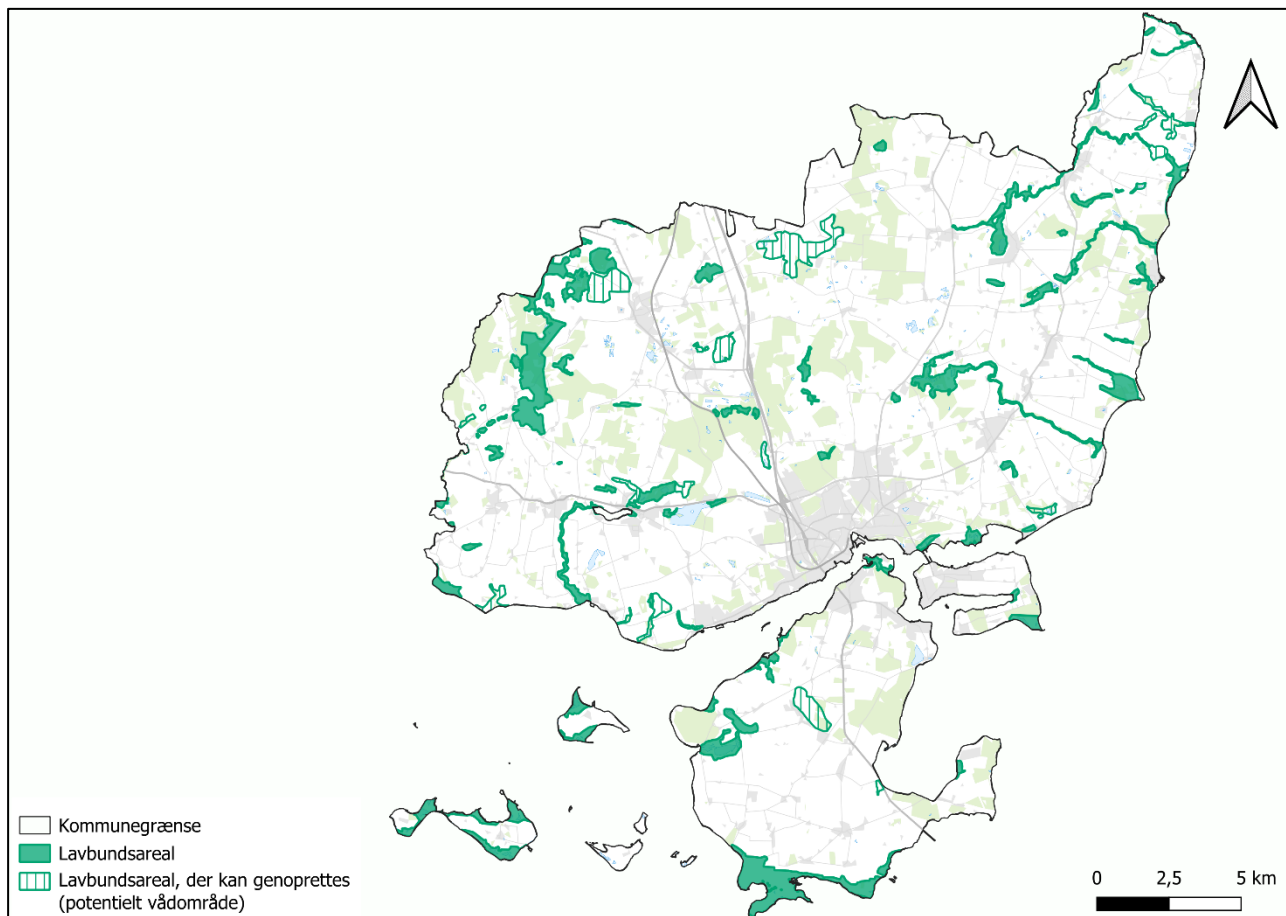 Kommunegrænse
Lavbundsareal
Lavbundsareal, der kan genoprettes
(potentielt vådområde)
0 2,5 5 km